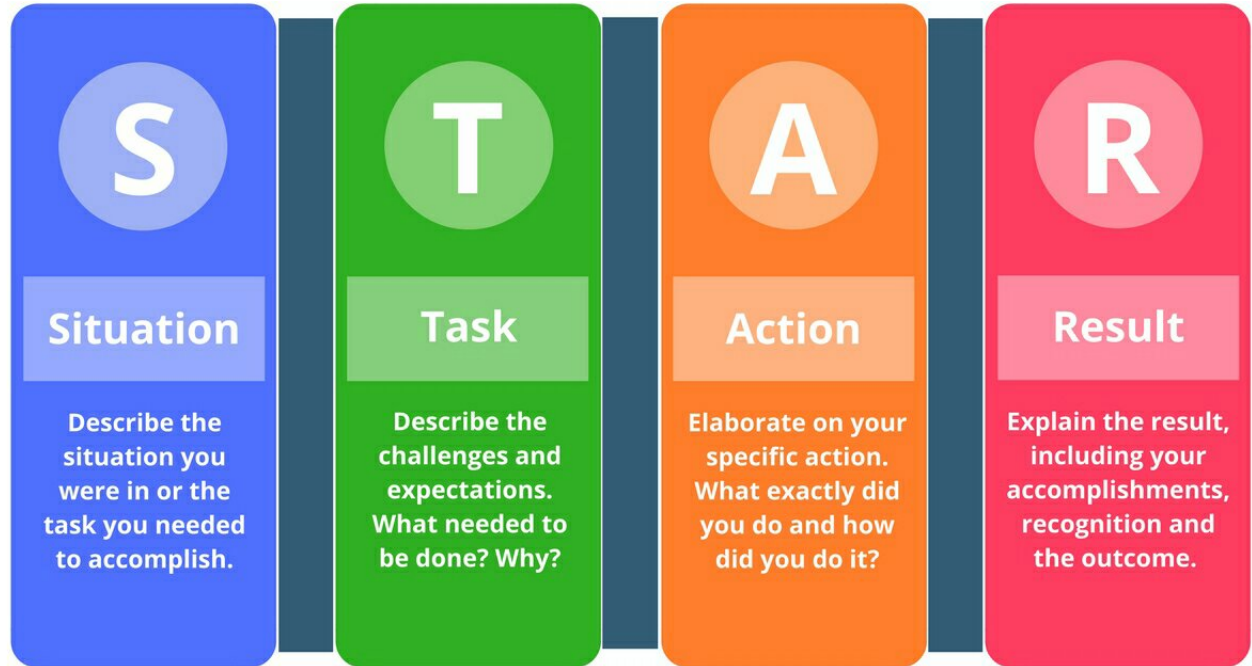 S
Situation
Describe the
situation you
were in or the
task you needed
to accomplish.
T
Task
Describe the
challenges and
expectations.
What needed to
be done? Why?
A
Action
Elaborate on your
specific action.
What exactly did
you do and how
did you do it?
R
Result
Explain the result,
including your
accomplishments,
recognition and
the outcome.